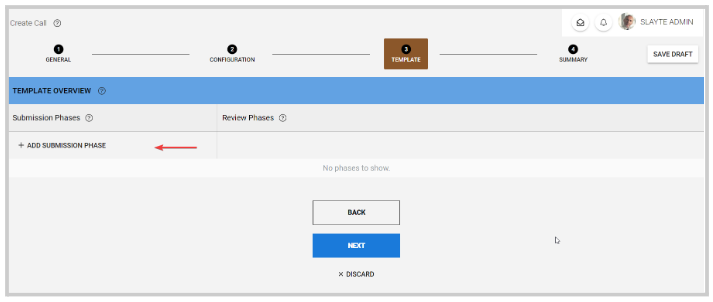 Create Call
SLAYTE ADMIN
1
GENERAL
2
CONFIGURATION
3
TEMPLATE
4
SUMMARY
SAVE DRAFT
TEMPLATE OVERVIEW
Submission Phases
Review Phases
+ ADD SUBMISSION PHASE
No phases to show.
BACK
NEXT
× DISCARD